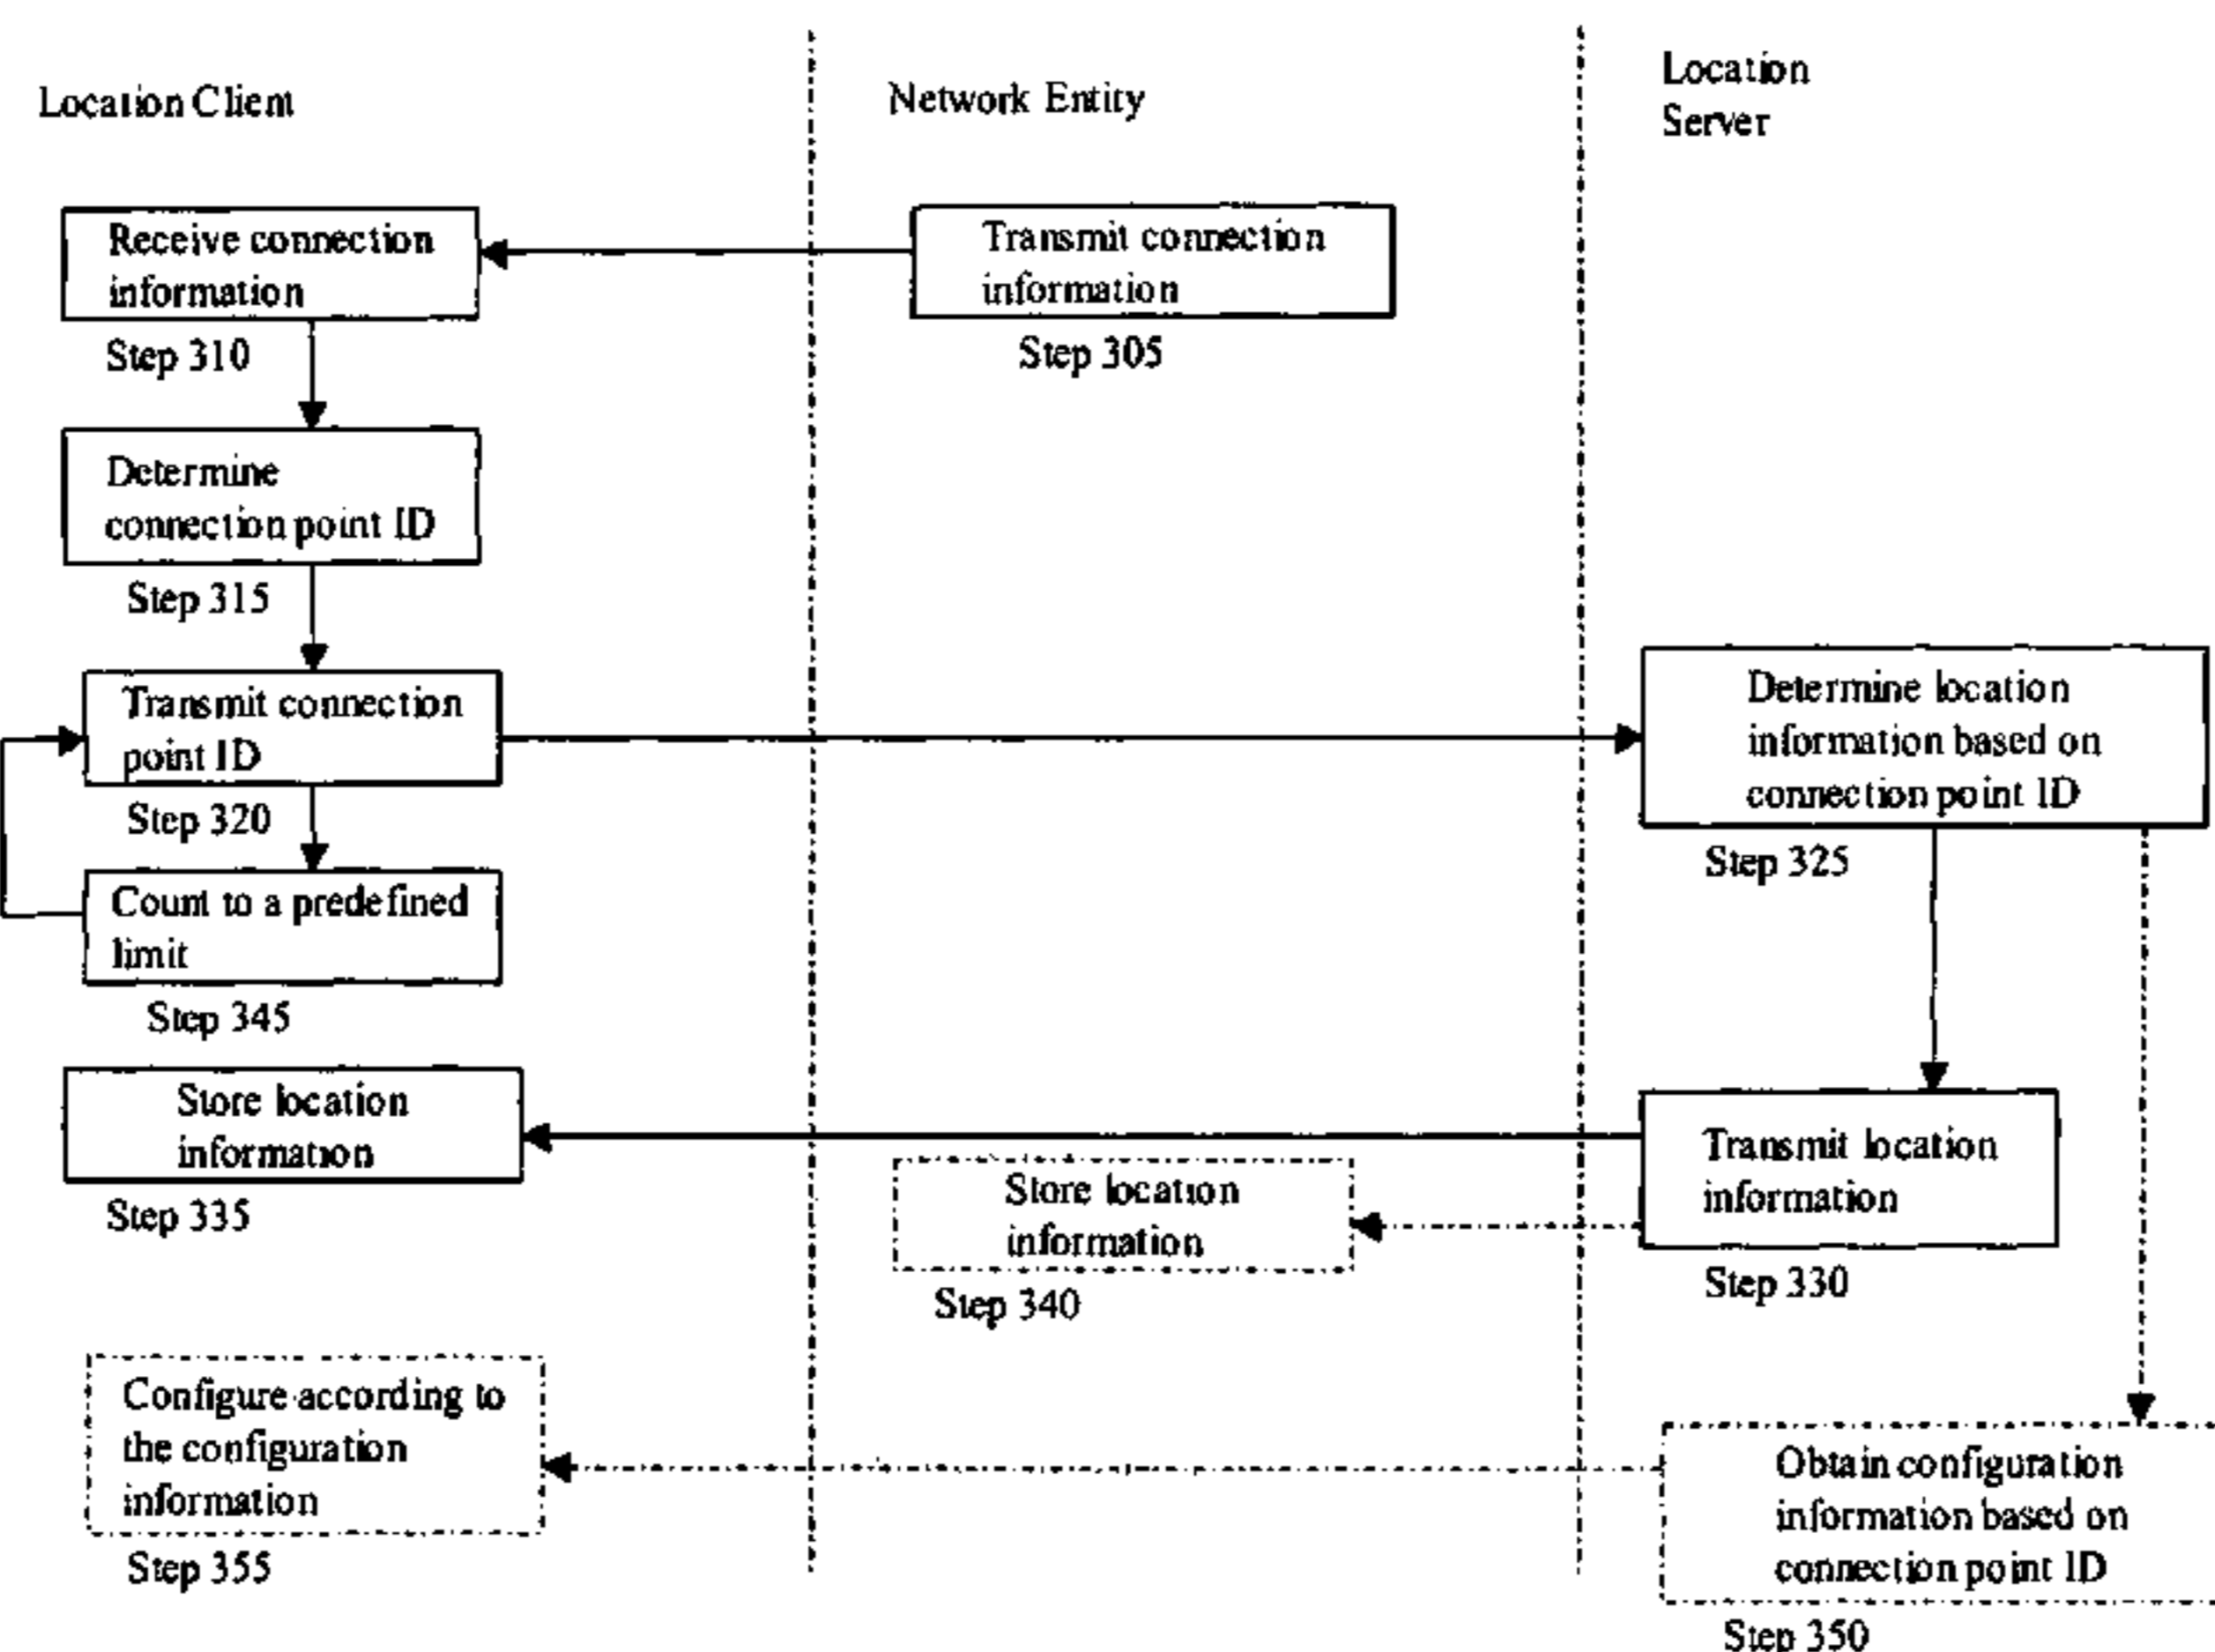 Location Client
Network Entity
Location
Server
Receive connection
information
Step 310
Transmit connection
information
Step 305
Determine
connection point ID
Step 315
Transmit connection
point ID
Step 320
Determine location
information based on
connection point ID
Step 325
Count to a predefined
limit
Step 345
Store location
information
Step 335
Store location
information
Step 340
Transmit location
information
Step 330
Configure according to
the configuration
information
Step 355
Obtain configuration
information based on
connection point ID
Step 350